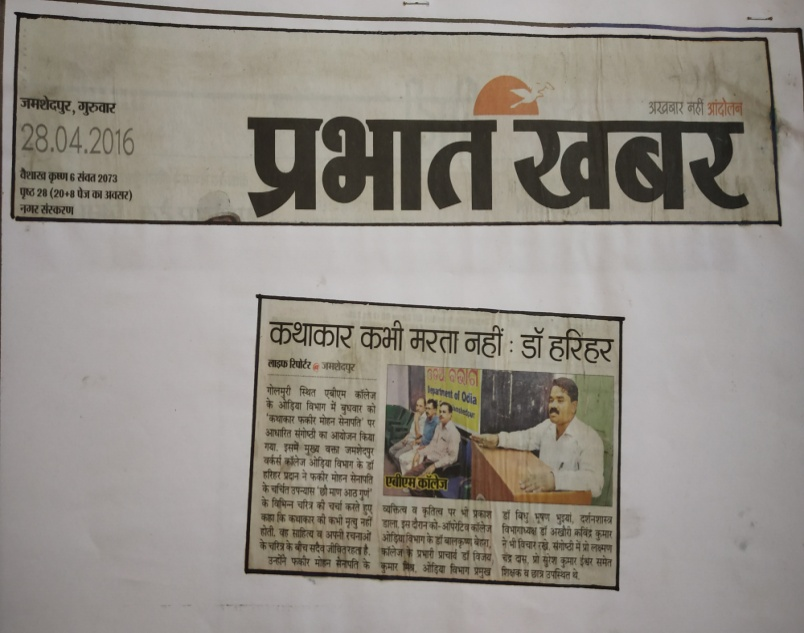 जमशेदपुर, गुरुवार
28.04.2016
वैशाख कृष्ण 6 संवत 2073
पृष्ठ 28 (20+8 पेज का अवसर)
नगर संस्करण
अखबार नहीं आंदोलन
प्रभात खबर
कथाकार कभी मरता नहीं : डॉ हरिहर
लाइफ रिपोर्टर @ जमशेदपुर
गोलमुरी स्थित एबीएम कॉलेज
के ओड़िया विभाग में बुधवार को
'कथाकार फकीर मोहन सेनापति' पर
आधारित संगोष्ठी का आयोजन किया
गया. इसमें मुख्य वक्ता जमशेदपुर
वर्कर्स कॉलेज ओड़िया विभाग के डॉ
हरिहर प्रदान ने फकीर मोहन सेनापति
के चर्चित उपन्यास 'छौ माण आठ गुणं'
के विभिन्न चरित्र की चर्चा करते हुए
कहा कि कथाकार की कभी मृत्यु नहीं
होती, वह साहित्य व अपनी रचनाओं
के चरित्र के बीच सदैव जीवित रहता है.
उन्होंने फकीर मोहन सेनापति के
Department of Odia
एबीएम कॉलेज
व्यक्तित्व व कृतित्व पर भी प्रकाश
डाला. इस दौरान को-ऑपरेटिव कॉलेज
ओड़िया विभाग के डॉ बालकृष्ण बेहरा,
कॉलेज के प्रभारी प्राचार्य डॉ विजय
कुमार मिश्र, ओड़िया विभाग प्रमुख
डॉ बिधु भूषण भुइयां, दर्शनशास्त्र
विभागाध्यक्ष डॉ अखौरी रूविंद्र कुमार
ने भी विचार रखे. संगोष्ठी में प्रो लक्ष्मण
चंद्र दास, प्रो सुरेश कुमार ईश्वर समेत
शिक्षक व छात्र उपस्थित थे.